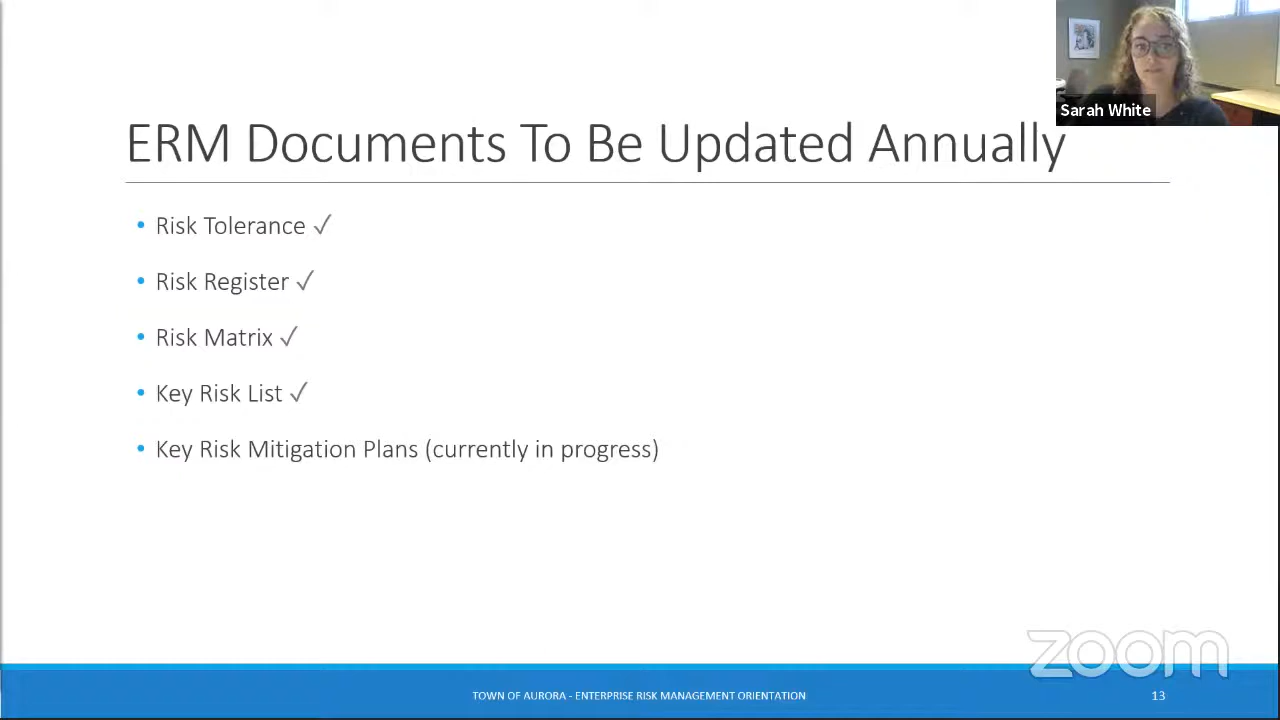 Sarah White
ERM Documents To Be Updated Annually
• Risk Tolerance ✓
• Risk Register ✓
• Risk Matrix ✓
• Key Risk List ✓
• Key Risk Mitigation Plans (currently in progress)
zoom
TOWN OF AURORA - ENTERPRISE RISK MANAGEMENT ORIENTATION
13